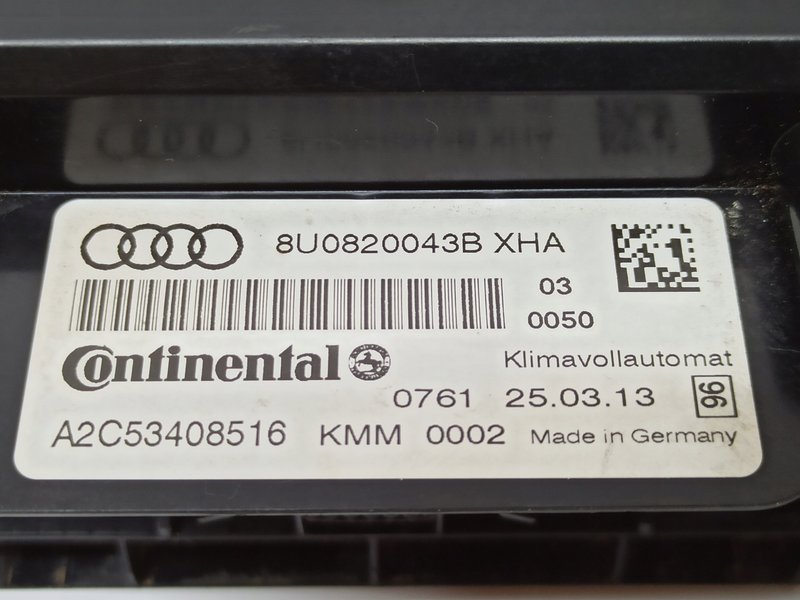 8U0820043B XHA
03
0050
Continental
Klimavollautomat
0761 25.03.13 96
A2C53408516 KMM 0002 Made in Germany